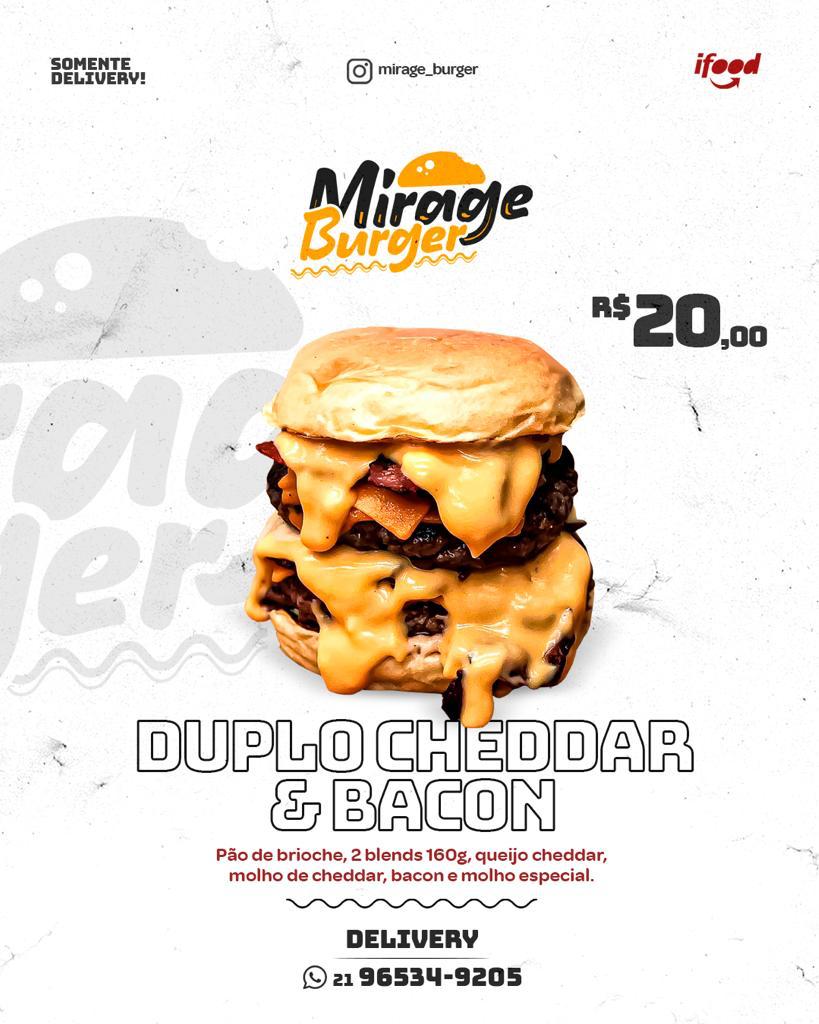 SOMENTE
DELIVERY!
mirage_burger
ifood
Mirage
Burger
R$20,00
DUPLO CHEDDAR
& BACON
Pão de brioche, 2 blends 160g, queijo cheddar,
molho de cheddar, bacon e molho especial.
DELIVERY
21 96534-9205